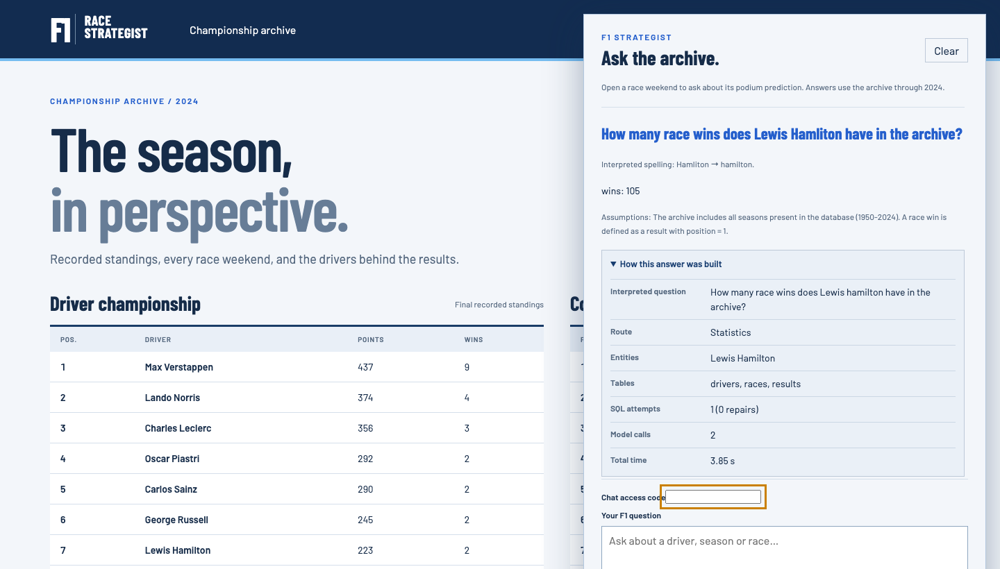 F1 RACE STRATEGIST
Championship archive
CHAMPIONSHIP ARCHIVE / 2024
The season,
in perspective.
Recorded standings, every race weekend, and the drivers behind the results.
Driver championship
Final recorded standings
POS. DRIVER POINTS WINS
1 Max Verstappen 437 9
2 Lando Norris 374 4
3 Charles Leclerc 356 3
4 Oscar Piastri 292 2
5 Carlos Sainz 290 2
6 George Russell 245 2
7 Lewis Hamilton 223 2
F1 STRATEGIST
Ask the archive.
Clear
Open a race weekend to ask about its podium prediction. Answers use the archive through 2024.
How many race wins does Lewis Hamliton have in the archive?
Interpreted spelling: Hamliton → hamilton.
wins: 105
Assumptions: The archive includes all seasons present in the database (1950-2024). A race win is
defined as a result with position = 1.
▼ How this answer was built
Interpreted question How many race wins does Lewis hamilton have in the
archive?
Route Statistics
Entities Lewis Hamilton
Tables drivers, races, results
SQL attempts 1 (0 repairs)
Model calls 2
Total time 3.85 s
Chat access code
Your F1 question
Ask about a driver, season or race...